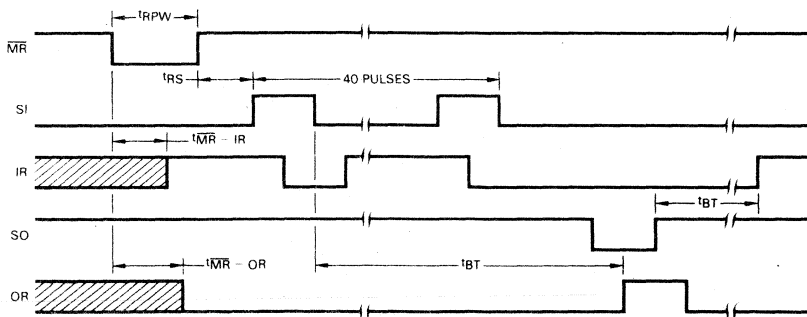 tRPW
MR
tRS
40 PULSES
SI
tMR – IR
IR
tBT
SO
tMR – OR
tBT
OR